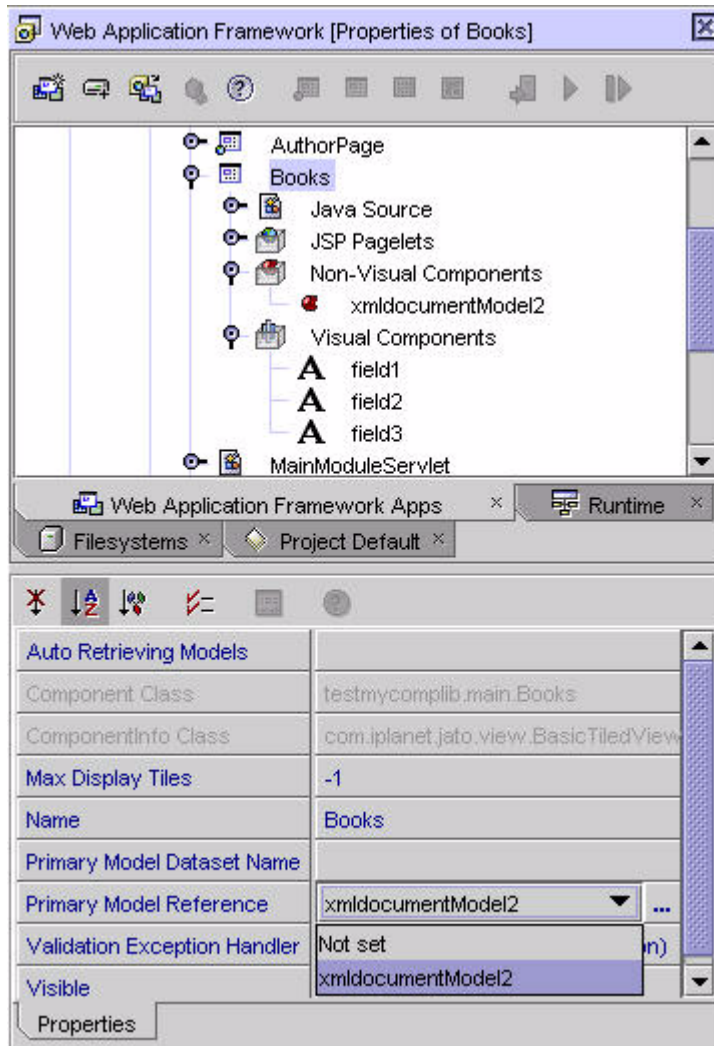 Web Application Framework [Properties of Books]
AuthorPage
Books
Java Source
JSP Pagelets
Non-Visual Components
xmldocumentModel2
Visual Components
A field1
A field2
A field3
MainModuleServlet
Web Application Framework Apps × Runtime ×
Filesystems × Project Default ×
Auto Retrieving Models
Component Class testmycomplib.main.Books
ComponentInfo Class com.iplanet.jato.view.BasicTiledView
Max Display Tiles -1
Name Books
Primary Model Dataset Name
Primary Model Reference xmldocumentModel2 ...
Validation Exception Handler Not set n)
Visible xmldocumentModel2
Properties